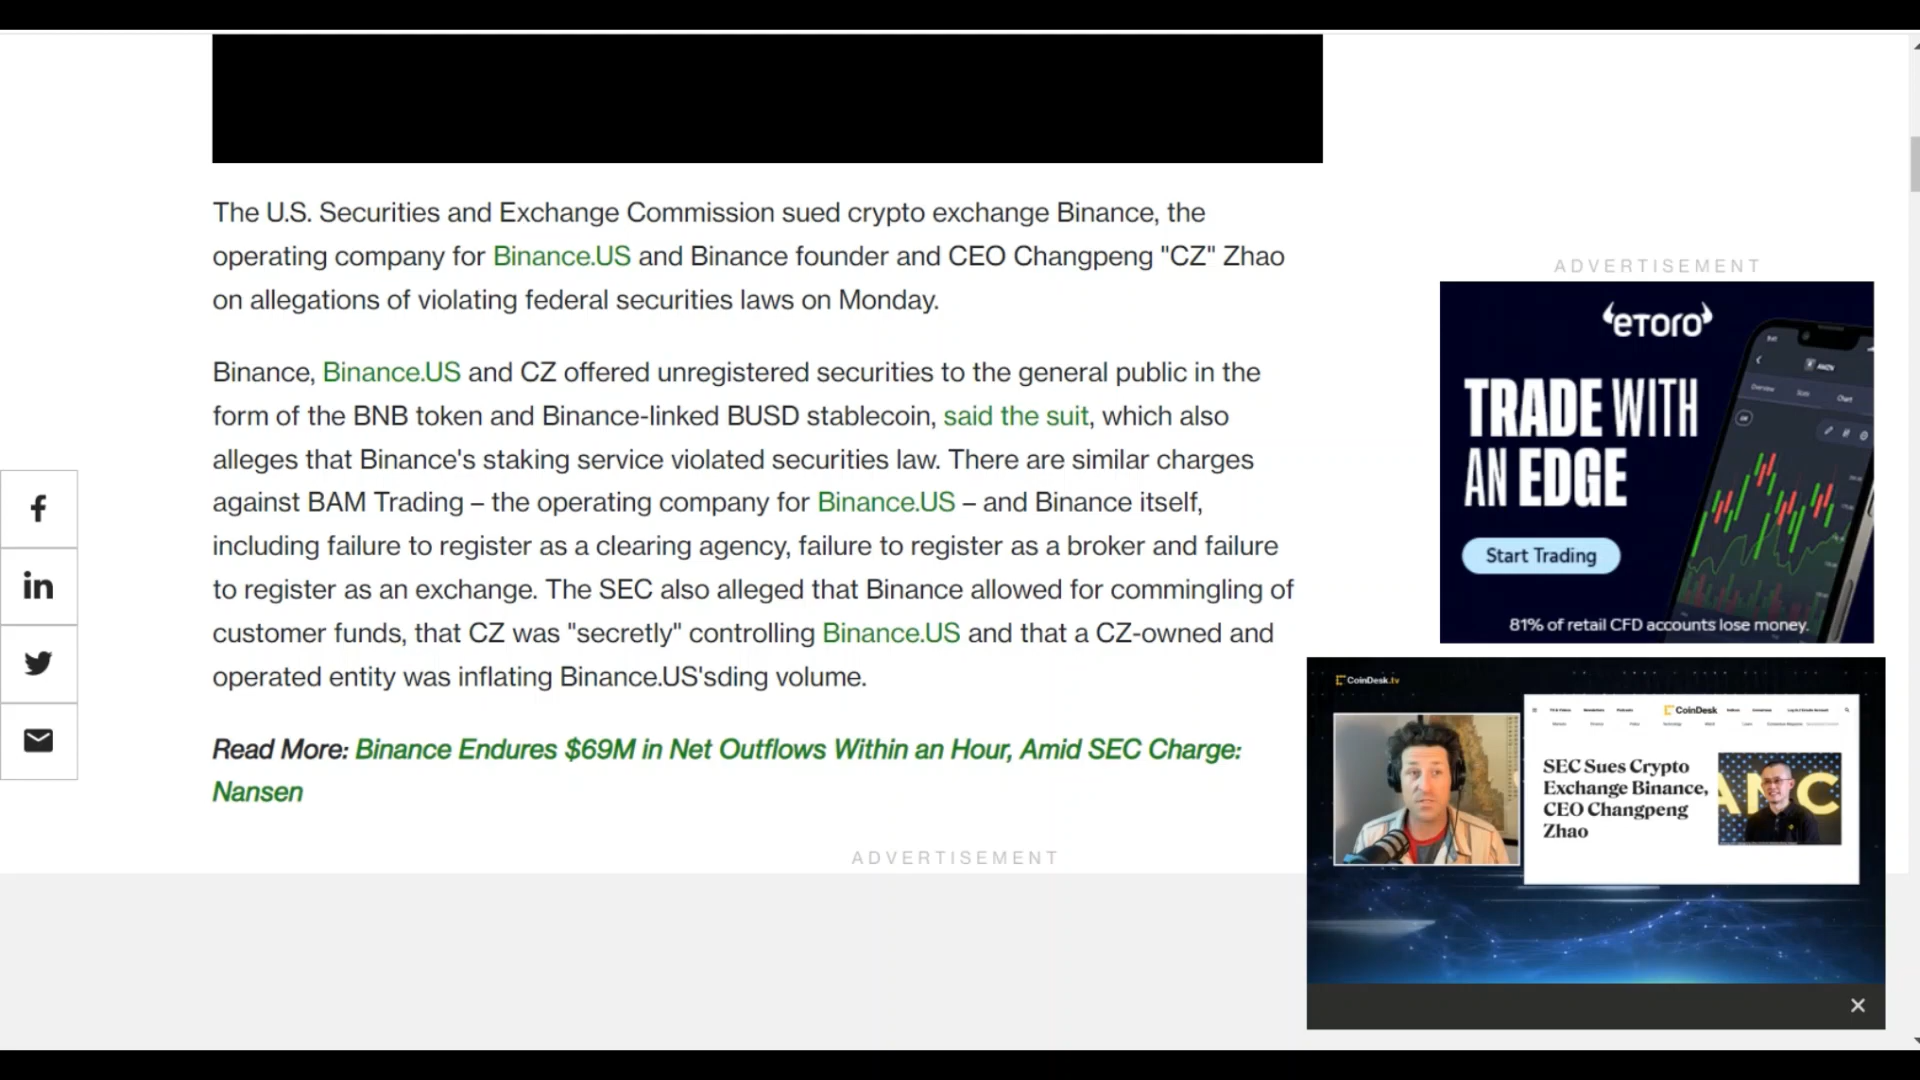 The U.S. Securities and Exchange Commission sued crypto exchange Binance, the
operating company for Binance.US and Binance founder and CEO Changpeng "CZ" Zhao
on allegations of violating federal securities laws on Monday.
Binance, Binance.US and CZ offered unregistered securities to the general public in the
form of the BNB token and Binance-linked BUSD stablecoin, said the suit, which also
alleges that Binance's staking service violated securities law. There are similar charges
against BAM Trading – the operating company for Binance.US – and Binance itself,
including failure to register as a clearing agency, failure to register as a broker and failure
to register as an exchange. The SEC also alleged that Binance allowed for commingling of
customer funds, that CZ was "secretly" controlling Binance.US and that a CZ-owned and
operated entity was inflating Binance.US'sding volume.
Read More: Binance Endures $69M in Net Outflows Within an Hour, Amid SEC Charge:
Nansen
ADVERTISEMENT
ADVERTISEMENT
eToro
TRADE WITH
AN EDGE
Start Trading
81% of retail CFD accounts lose money.
CoinDesk.tv
CoinDesk
SEC Sues Crypto
Exchange Binance,
CEO Changpeng
Zhao